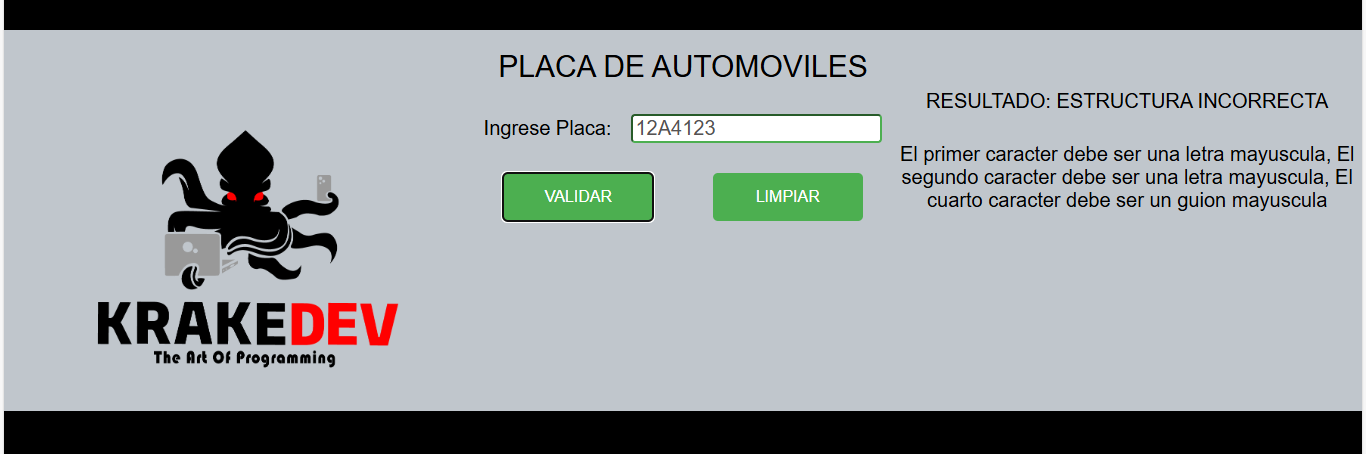 PLACA DE AUTOMOVILES
Ingrese Placa: 12A4123
VALIDAR LIMPIAR
RESULTADO: ESTRUCTURA INCORRECTA
El primer caracter debe ser una letra mayuscula, El
segundo caracter debe ser una letra mayuscula, El
cuarto caracter debe ser un guion mayuscula
KRAKEDEV
The Art Of Programming